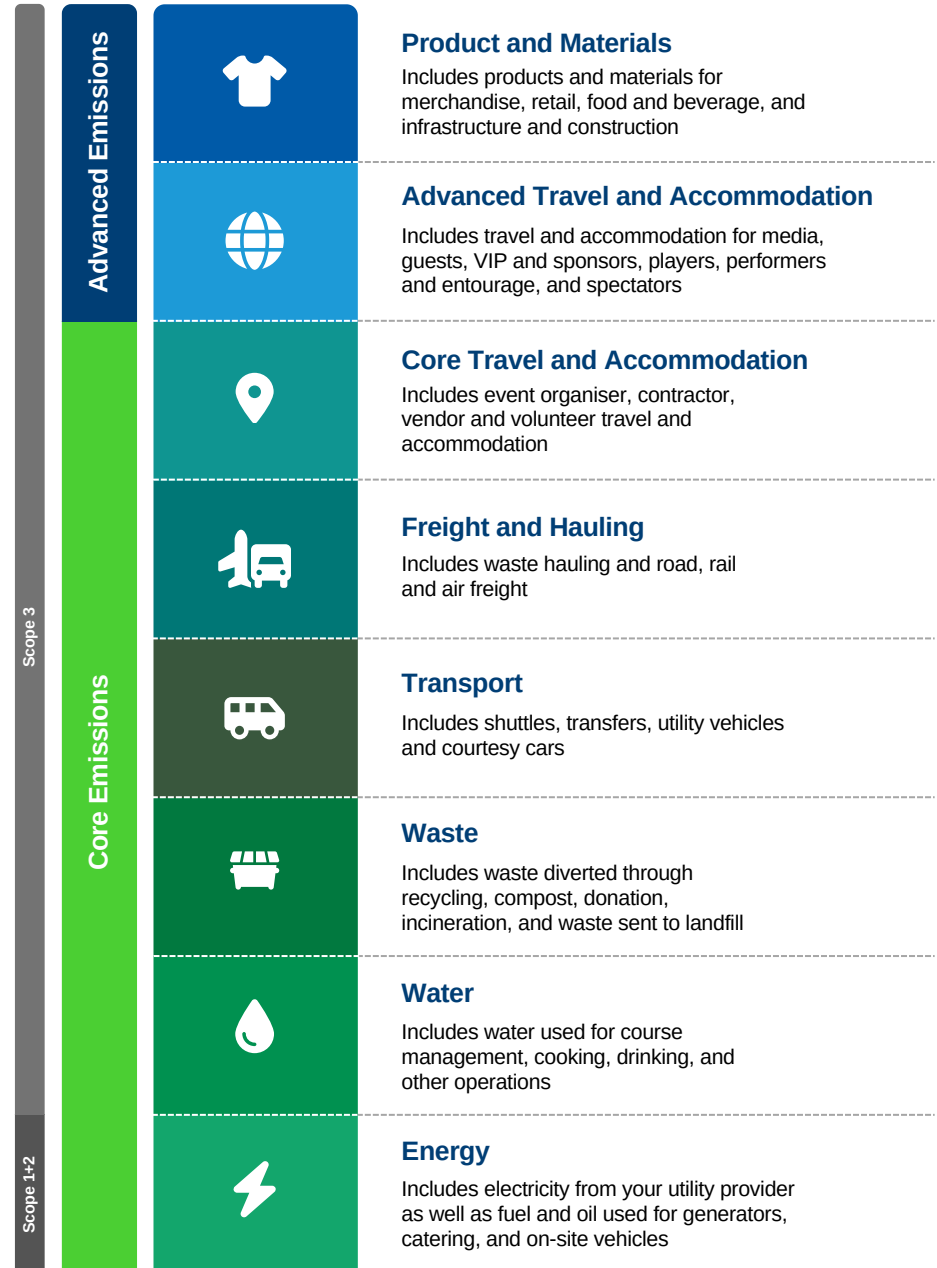 Scope 3
Scope 1+2
Advanced Emissions
Core Emissions
Product and Materials
Includes products and materials for
merchandise, retail, food and beverage, and
infrastructure and construction
Advanced Travel and Accommodation
Includes travel and accommodation for media,
guests, VIP and sponsors, players, performers
and entourage, and spectators
Core Travel and Accommodation
Includes event organiser, contractor,
vendor and volunteer travel and
accommodation
Freight and Hauling
Includes waste hauling and road, rail
and air freight
Transport
Includes shuttles, transfers, utility vehicles
and courtesy cars
Waste
Includes waste diverted through
recycling, compost, donation,
incineration, and waste sent to landfill
Water
Includes water used for course
management, cooking, drinking, and
other operations
Energy
Includes electricity from your utility provider
as well as fuel and oil used for generators,
catering, and on-site vehicles